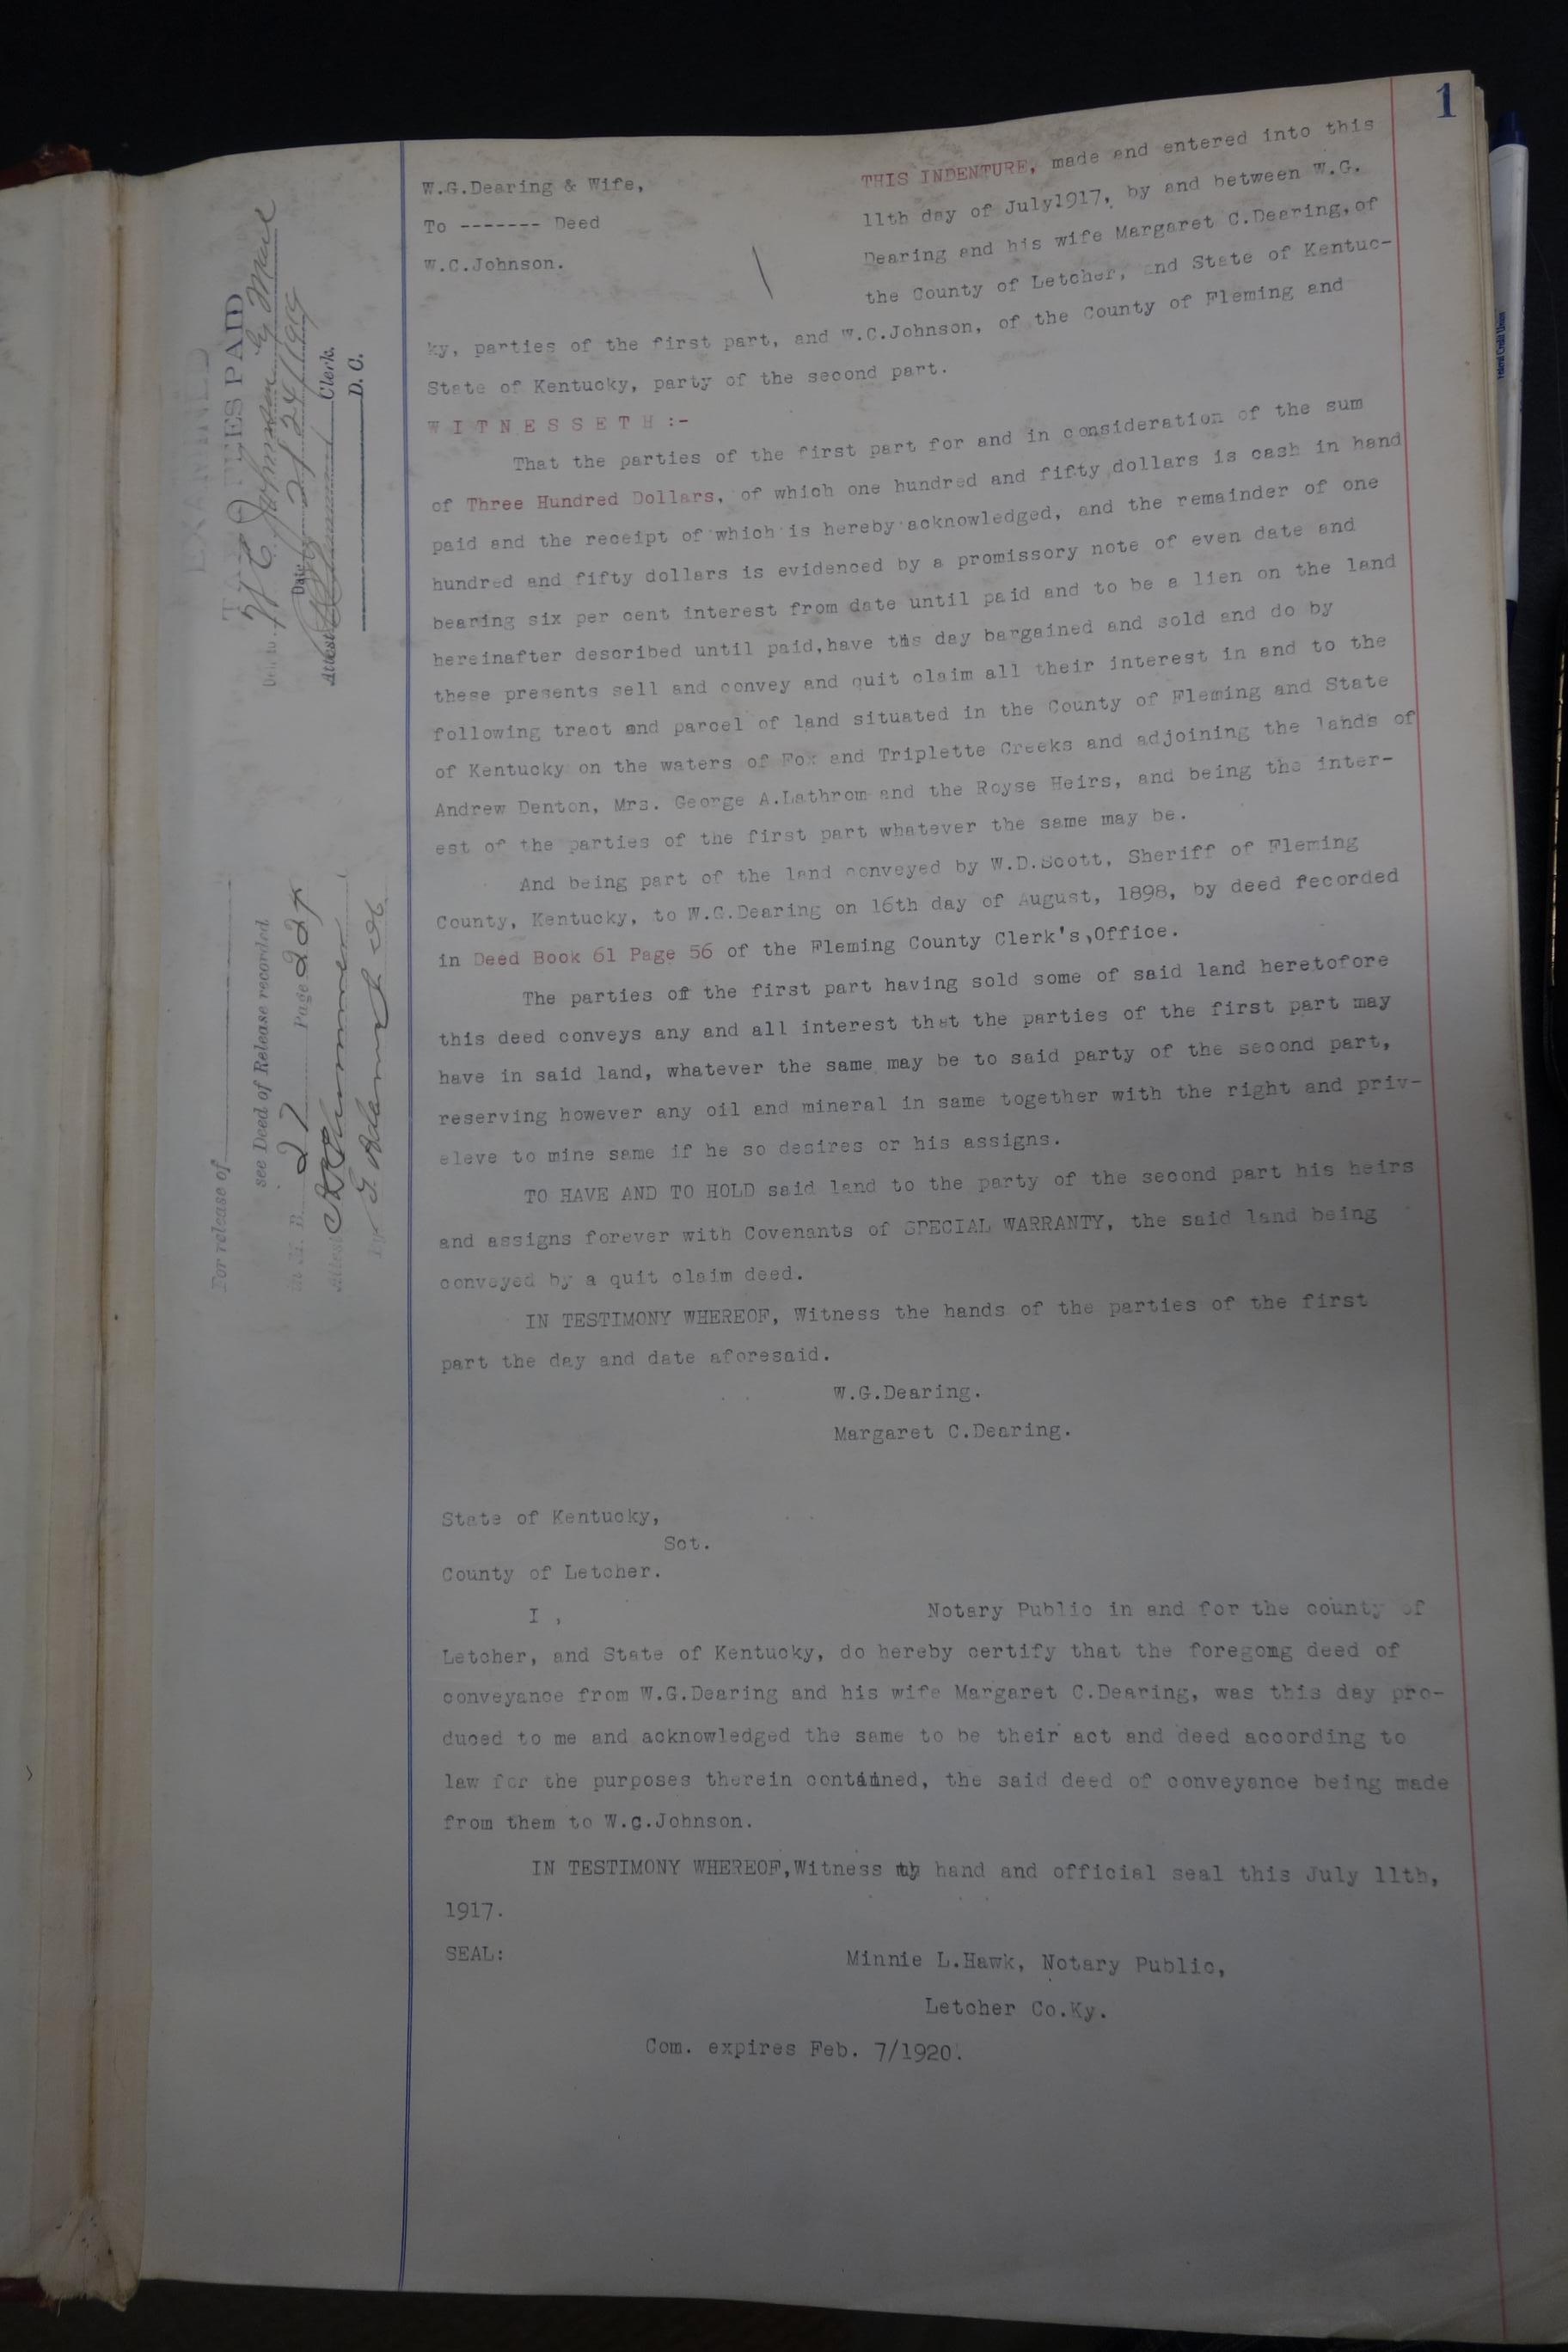 1
W.G.Dearing & Wife,
To ------- Deed
W.C.Johnson.
THIS INDENTURE, made and entered into this
11th day of July1917, by and between W.G.
Dearing and his wife Margaret C.Dearing,of
the County of Letcher, and State of Kentuc-
ky, parties of the first part, and W.C.Johnson, of the County of Fleming and
State of Kentucky, party of the second part.
W I T N E S S E T H :-
That the parties of the first part for and in consideration of the sum
of Three Hundred Dollars, of which one hundred and fifty dollars is cash in hand
paid and the receipt of which is hereby acknowledged, and the remainder of one
hundred and fifty dollars is evidenced by a promissory note of even date and
bearing six per cent interest from date until paid and to be a lien on the land
hereinafter described until paid,have this day bargained and sold and do by
these presents sell and convey and quit claim all their interest in and to the
following tract and parcel of land situated in the County of Fleming and State
of Kentucky on the waters of Fox and Triplette Creeks and adjoining the lands of
Andrew Denton, Mrs. George A.Lathrom and the Royse Heirs, and being the inter-
est of the parties of the first part whatever the same may be.
And being part of the land conveyed by W.D.Scott, Sheriff of Fleming
County, Kentucky, to W.G.Dearing on 16th day of August, 1898, by deed recorded
in Deed Book 61 Page 56 of the Fleming County Clerk's,Office.
The parties of the first part having sold some of said land heretofore
this deed conveys any and all interest that the parties of the first part may
have in said land, whatever the same may be to said party of the second part,
reserving however any oil and mineral in same together with the right and priv-
eleve to mine same if he so desires or his assigns.
TO HAVE AND TO HOLD said land to the party of the second part his heirs
and assigns forever with Covenants of SPECIAL WARRANTY, the said land being
conveyed by a quit claim deed.
IN TESTIMONY WHEREOF, Witness the hands of the parties of the first
part the day and date aforesaid.
W.G.Dearing.
Margaret C.Dearing.
State of Kentucky,
Sct.
County of Letcher.
I , Notary Public in and for the county of
Letcher, and State of Kentucky, do hereby certify that the foregomg deed of
conveyance from W.G.Dearing and his wife Margaret C.Dearing, was this day pro-
duced to me and acknowledged the same to be their act and deed according to
law for the purposes therein contained, the said deed of conveyance being made
from them to W.C.Johnson.
IN TESTIMONY WHEREOF,Witness my hand and official seal this July 11th,
1917.
SEAL:
Minnie L.Hawk, Notary Public,
Letcher Co.Ky.
Com. expires Feb. 7/1920.
EXAMINED
FEES PAID
W C Johnson by Mail
Date 2/24/1919
Attest Clerk.
D. C.
For release of
see Deed of Release recorded
in M. B. 27 Page 227
Attest
By
Federal Credit Union